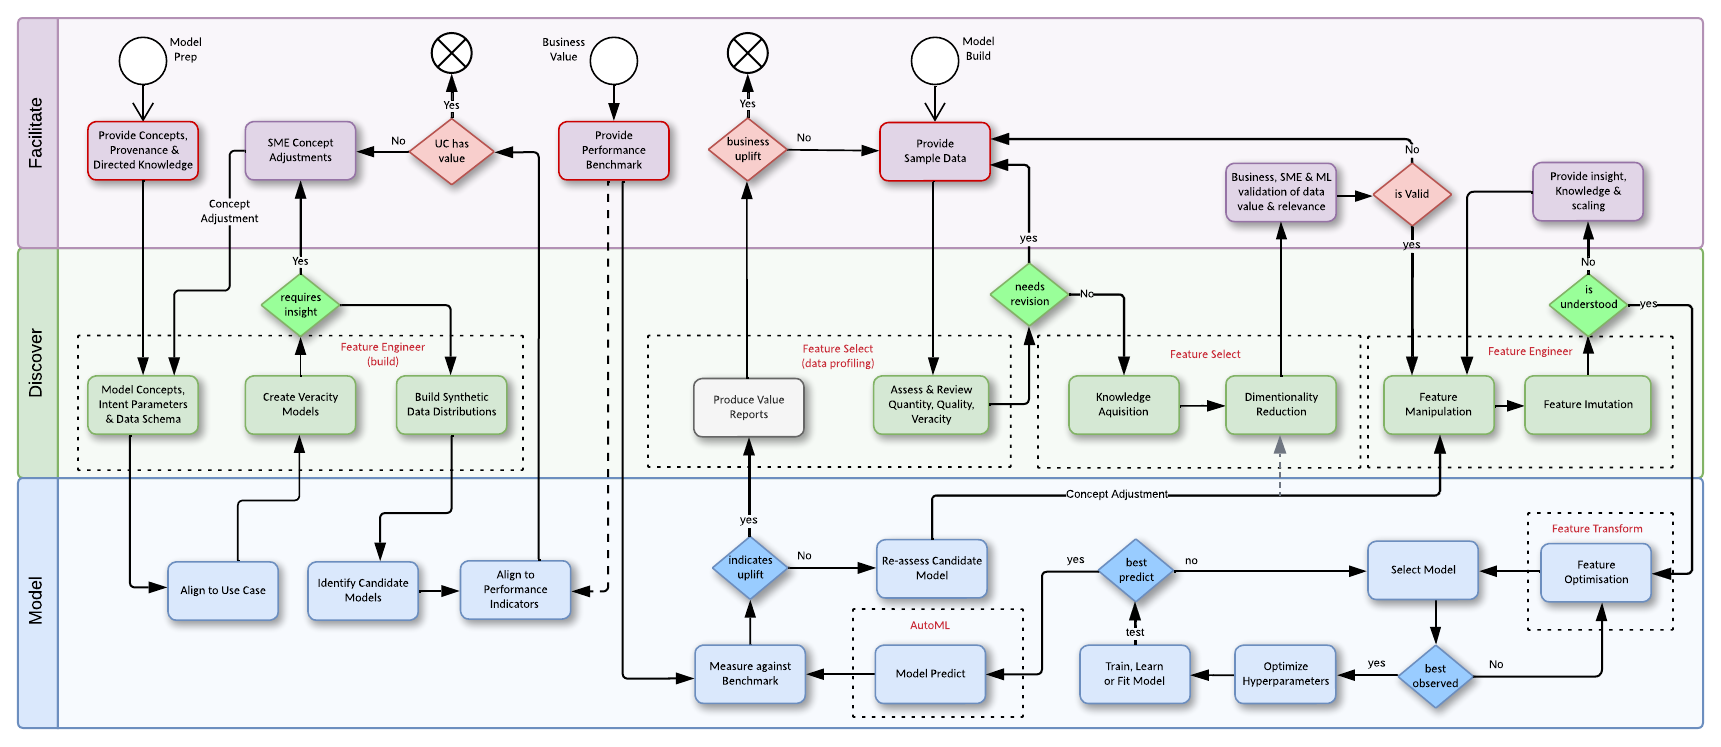 Facilitate
Model
Prep
Business
Value
Model
Build
Yes
Yes
Provide Concepts,
Provenance &
Directed Knowledge
SME Concept
Adjustments
No
UC has
value
Provide
Performance
Benchmark
business
uplift
No
Provide
Sample Data
No
Business, SME & ML
validation of data
value & relevance
is Valid
Provide insight,
Knowledge &
scaling
Concept
Adjustment
yes
yes
Discover
Yes
No
requires
insight
needs
revision
No
is
understood
yes
Feature Engineer
(build)
Feature Select
(data profiling)
Feature Select
Feature Engineer
Model Concepts,
Intent Parameters
& Data Schema
Create Veracity
Models
Build Synthetic
Data Distributions
Produce Value
Reports
Assess & Review
Quantity, Quality,
Veracity
Knowledge
Aquisition
Dimentionality
Reduction
Feature
Manipulation
Feature Imutation
Model
Concept Adjustment
yes
Feature Transform
Align to Use Case
Identify Candidate
Models
Align to
Performance
Indicators
indicates
uplift
No
Re-assess Candidate
Model
yes
best
predict
no
Select Model
Feature
Optimisation
AutoML
test
Measure against
Benchmark
Model Predict
Train, Learn
or Fit Model
Optimize
Hyperparameters
yes
best
observed
No